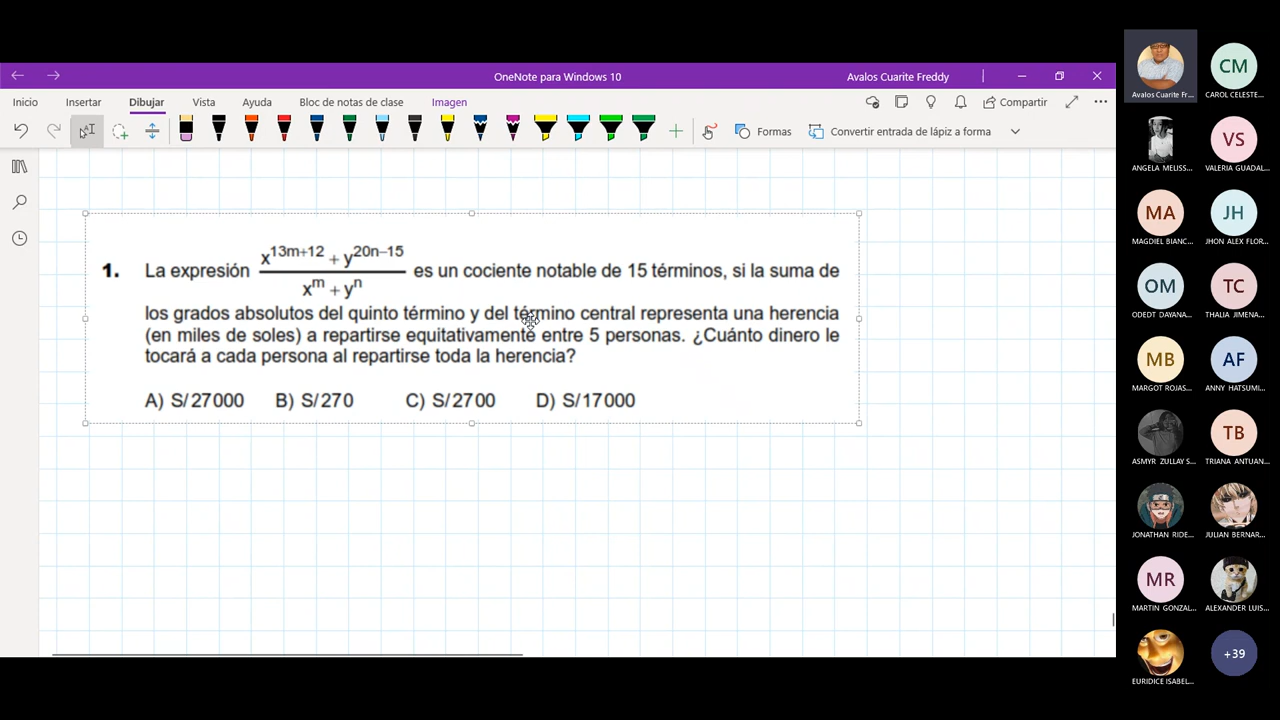 OneNote para Windows 10
Avalos Cuarite Freddy
Inicio Insertar Dibujar Vista Ayuda Bloc de notas de clase Imagen
Compartir
Formas
Convertir entrada de lápiz a forma
1. La expresión x^{13m+12} + y^{20n–15} / x^m + y^n es un cociente notable de 15 términos, si la suma de
los grados absolutos del quinto término y del término central representa una herencia
(en miles de soles) a repartirse equitativamente entre 5 personas. ¿Cuánto dinero le
tocará a cada persona al repartirse toda la herencia?
A) S/27000 B) S/270 C) S/2700 D) S/17000
Avalos Cuarite Fr...
CM
CAROL CELESTE...
ANGELA MELISS...
VS
VALERIA GUADAL...
MA
MAGDIEL BIANC...
JH
JHON ALEX FLOR...
OM
ODEDT DAYANA...
TC
THALIA JIMENA...
MB
MARGOT ROJAS...
AF
ANNY HATSUMI...
ASMYR ZULLAY S...
TB
TRIANA ANTUAN...
JONATHAN RIDE...
JULIAN BERNAR...
MR
MARTIN GONZAL...
ALEXANDER LUIS...
EURIDICE ISABEL...
+39